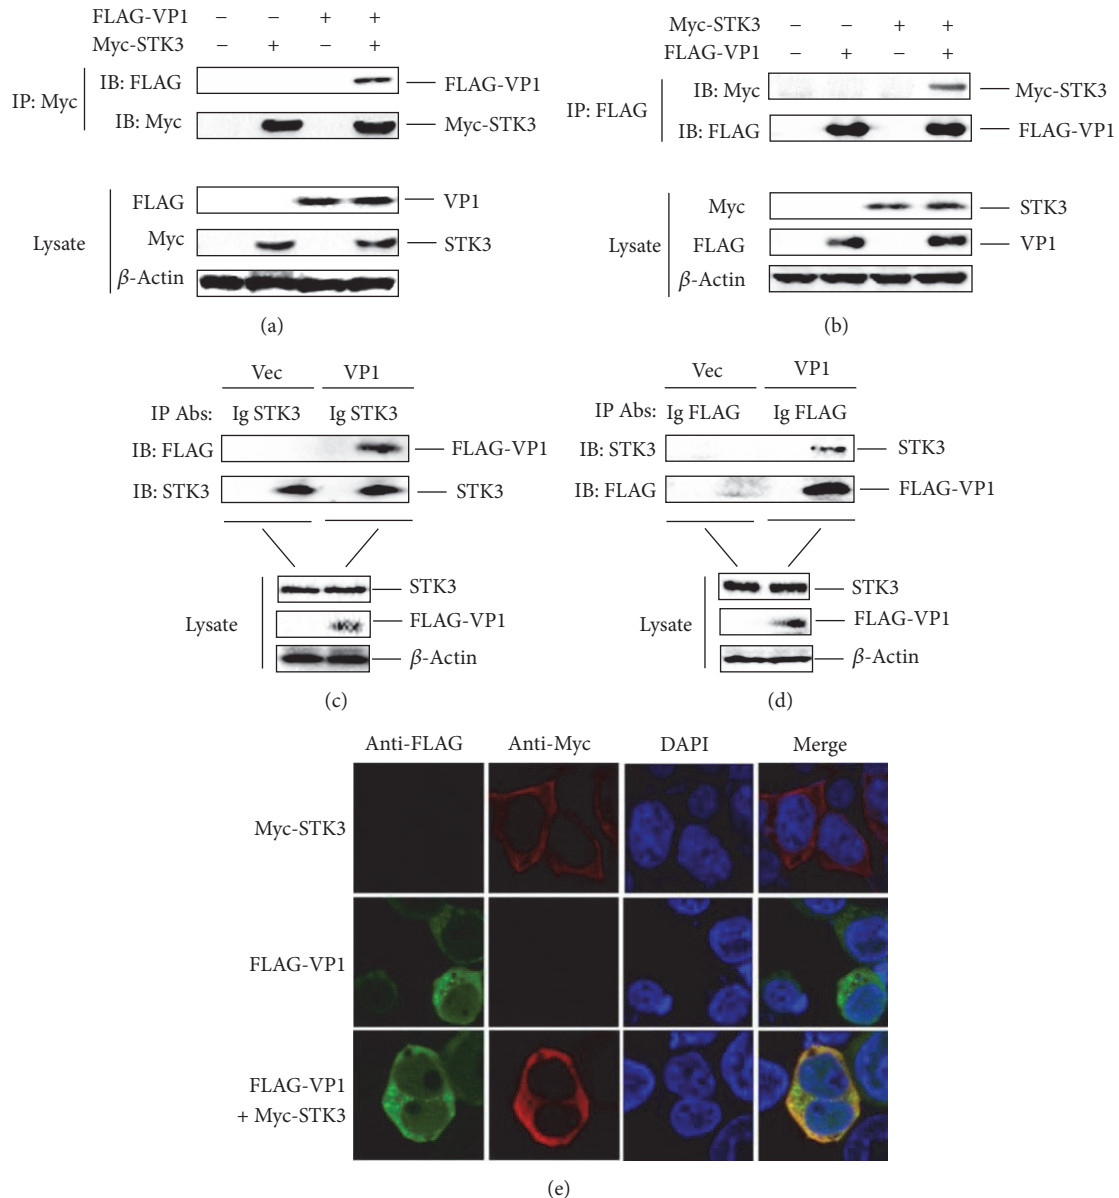 FLAG-VP1 – – + +
Myc-STK3 – + – +
IP: Myc
IB: FLAG
FLAG-VP1
IB: Myc
Myc-STK3
Lysate
FLAG
VP1
Myc
STK3
β-Actin
(a)
Myc-STK3 – – + +
FLAG-VP1 – + – +
IP: FLAG
IB: Myc
Myc-STK3
IB: FLAG
FLAG-VP1
Lysate
Myc
STK3
FLAG
VP1
β-Actin
(b)
Vec VP1
IP Abs: Ig STK3 Ig STK3
IB: FLAG
FLAG-VP1
IB: STK3
STK3
Lysate
STK3
FLAG-VP1
β-Actin
(c)
Vec VP1
IP Abs: Ig FLAG Ig FLAG
IB: STK3
STK3
IB: FLAG
FLAG-VP1
Lysate
STK3
FLAG-VP1
β-Actin
(d)
Anti-FLAG Anti-Myc DAPI Merge
Myc-STK3
FLAG-VP1
FLAG-VP1
+ Myc-STK3
(e)